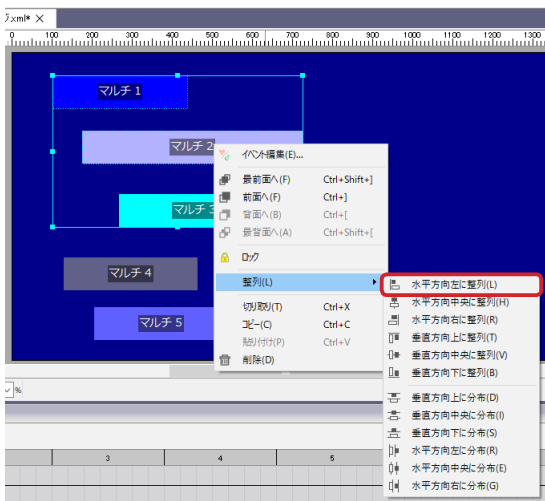 ジ.xml* ×
0 100 200 300 400 500 600 700 800 900 1000 1100 1200 1300
マルチ 1
マルチ 2
マルチ 3
マルチ 4
マルチ 5
イベント編集(E)...
最前面へ(F) Ctrl+Shift+]
前面へ(F) Ctrl+]
背面へ(B) Ctrl+[
最背面へ(A) Ctrl+Shift+[
ロック
整列(L)
切り取り(T) Ctrl+X
コピー(C) Ctrl+C
貼り付け(P) Ctrl+V
削除(D)
水平方向左に整列(L)
水平方向中央に整列(H)
水平方向右に整列(R)
垂直方向上に整列(T)
垂直方向中央に整列(V)
垂直方向下に整列(B)
垂直方向上に分布(D)
垂直方向中央に分布(I)
垂直方向下に分布(S)
水平方向左に分布(R)
水平方向中央に分布(E)
水平方向右に分布(G)
%
3 4 5